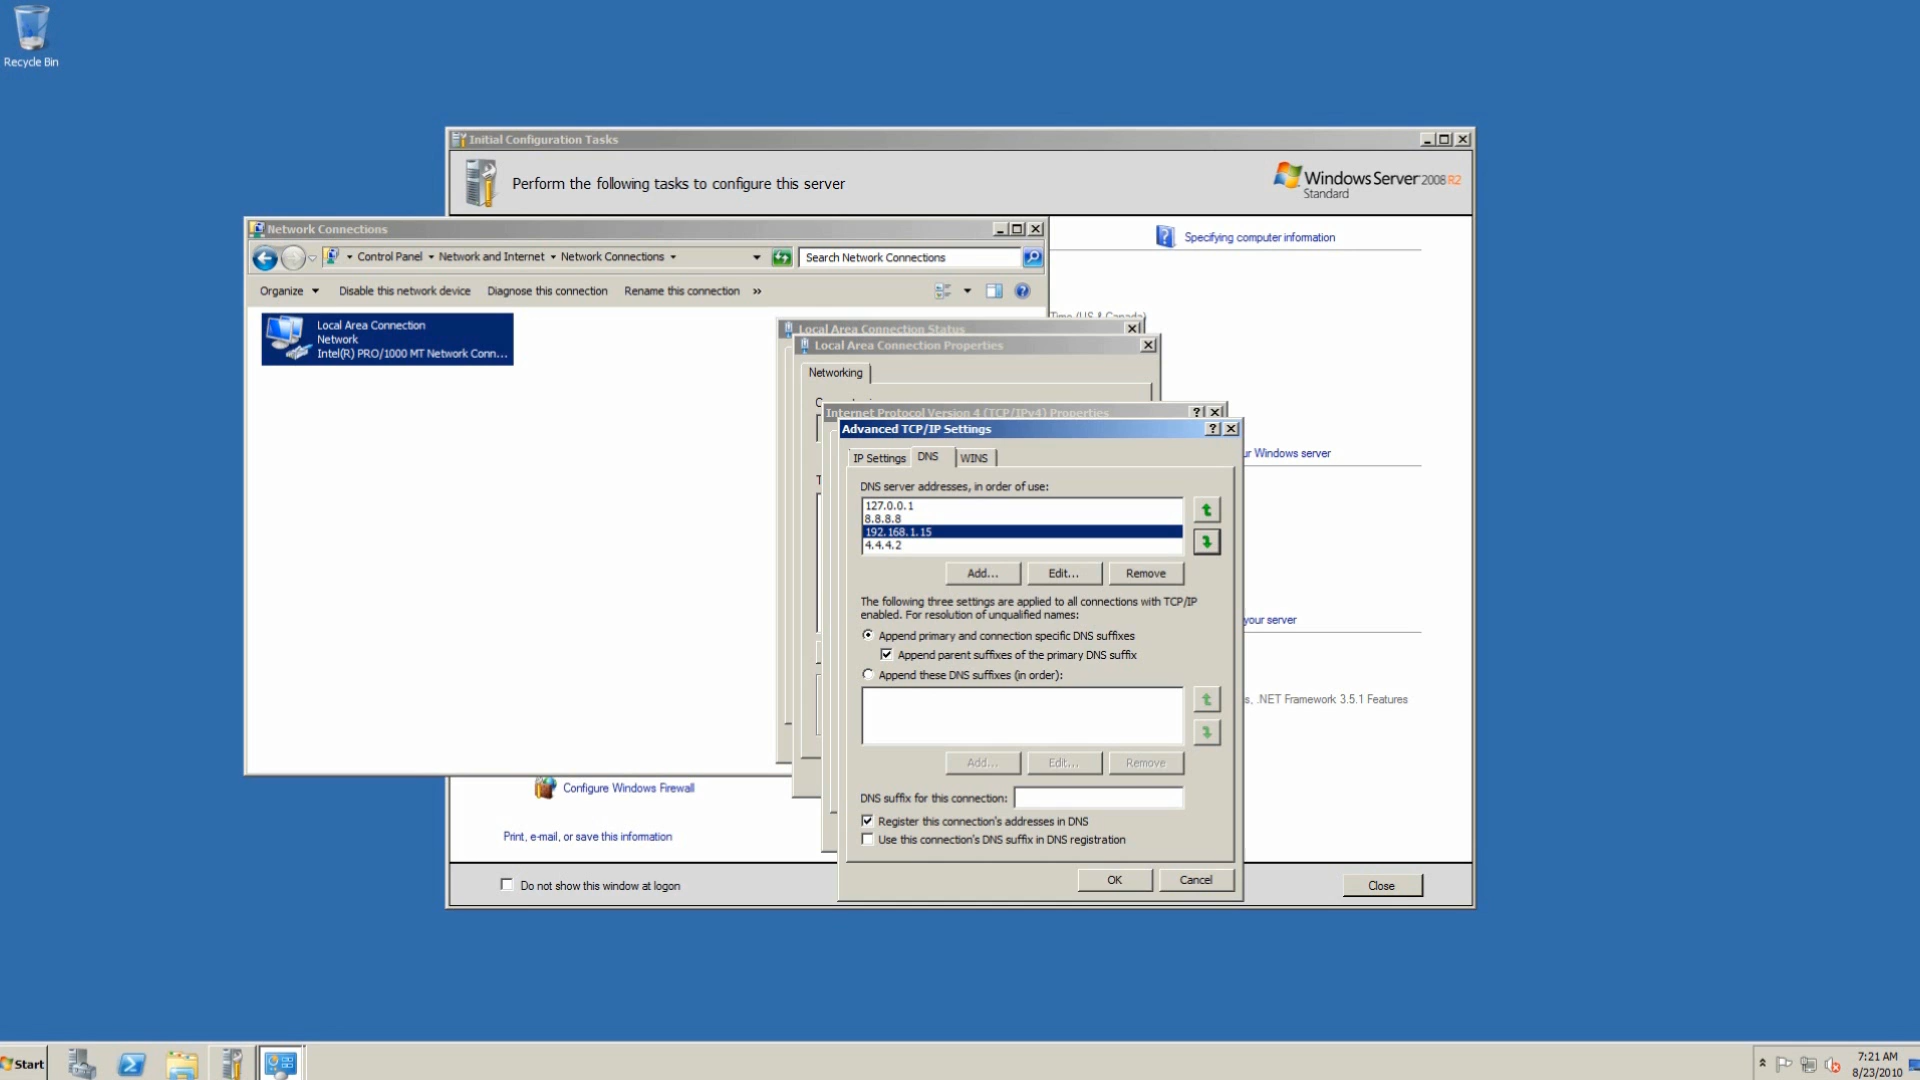 Recycle Bin
Initial Configuration Tasks
Perform the following tasks to configure this server
Windows Server 2008 R2
Standard
Specifying computer information
Network Connections
Control Panel
Network and Internet
Network Connections
Search Network Connections
Organize
Disable this network device
Diagnose this connection
Rename this connection
»
Local Area Connection
Network
Intel(R) PRO/1000 MT Network Conn...
Time (US & Canada)
Local Area Connection Status
Local Area Connection Properties
Networking
Internet Protocol Version 4 (TCP/IPv4) Properties
Advanced TCP/IP Settings
IP Settings
DNS
WINS
ur Windows server
DNS server addresses, in order of use:
127.0.0.1
8.8.8.8
192.168.1.15
4.4.4.2
Add...
Edit...
Remove
The following three settings are applied to all connections with TCP/IP
enabled. For resolution of unqualified names:
your server
Append primary and connection specific DNS suffixes
Append parent suffixes of the primary DNS suffix
Append these DNS suffixes (in order):
s, .NET Framework 3.5.1 Features
Add...
Edit...
Remove
DNS suffix for this connection:
Register this connection's addresses in DNS
Use this connection's DNS suffix in DNS registration
OK
Cancel
Configure Windows Firewall
Print, e-mail, or save this information
Do not show this window at logon
Close
Start
7:21 AM
8/23/2010